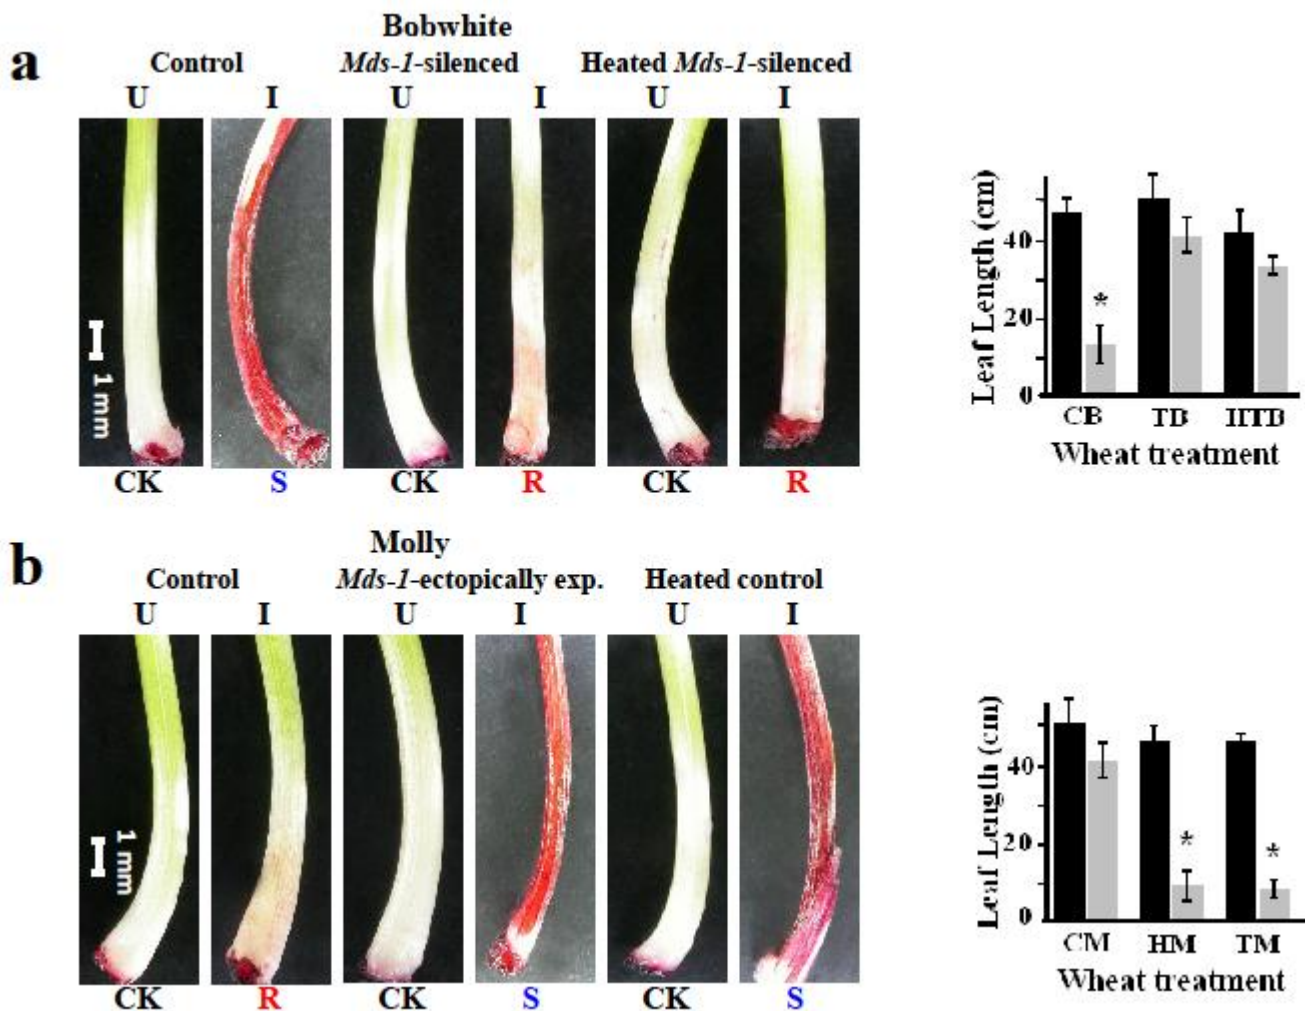 a
Bobwhite
Control Mds-1-silenced Heated Mds-1-silenced
U I U I U I
1 mm
CK S CK R CK R
Leaf Length (cm)
40
20
0
CB TB HTB
Wheat treatment
*
b
Molly
Control Mds-1-ectopically exp. Heated control
U I U I U I
1 mm
CK R CK S CK S
Leaf Length (cm)
40
20
0
CM HM TM
Wheat treatment
* *